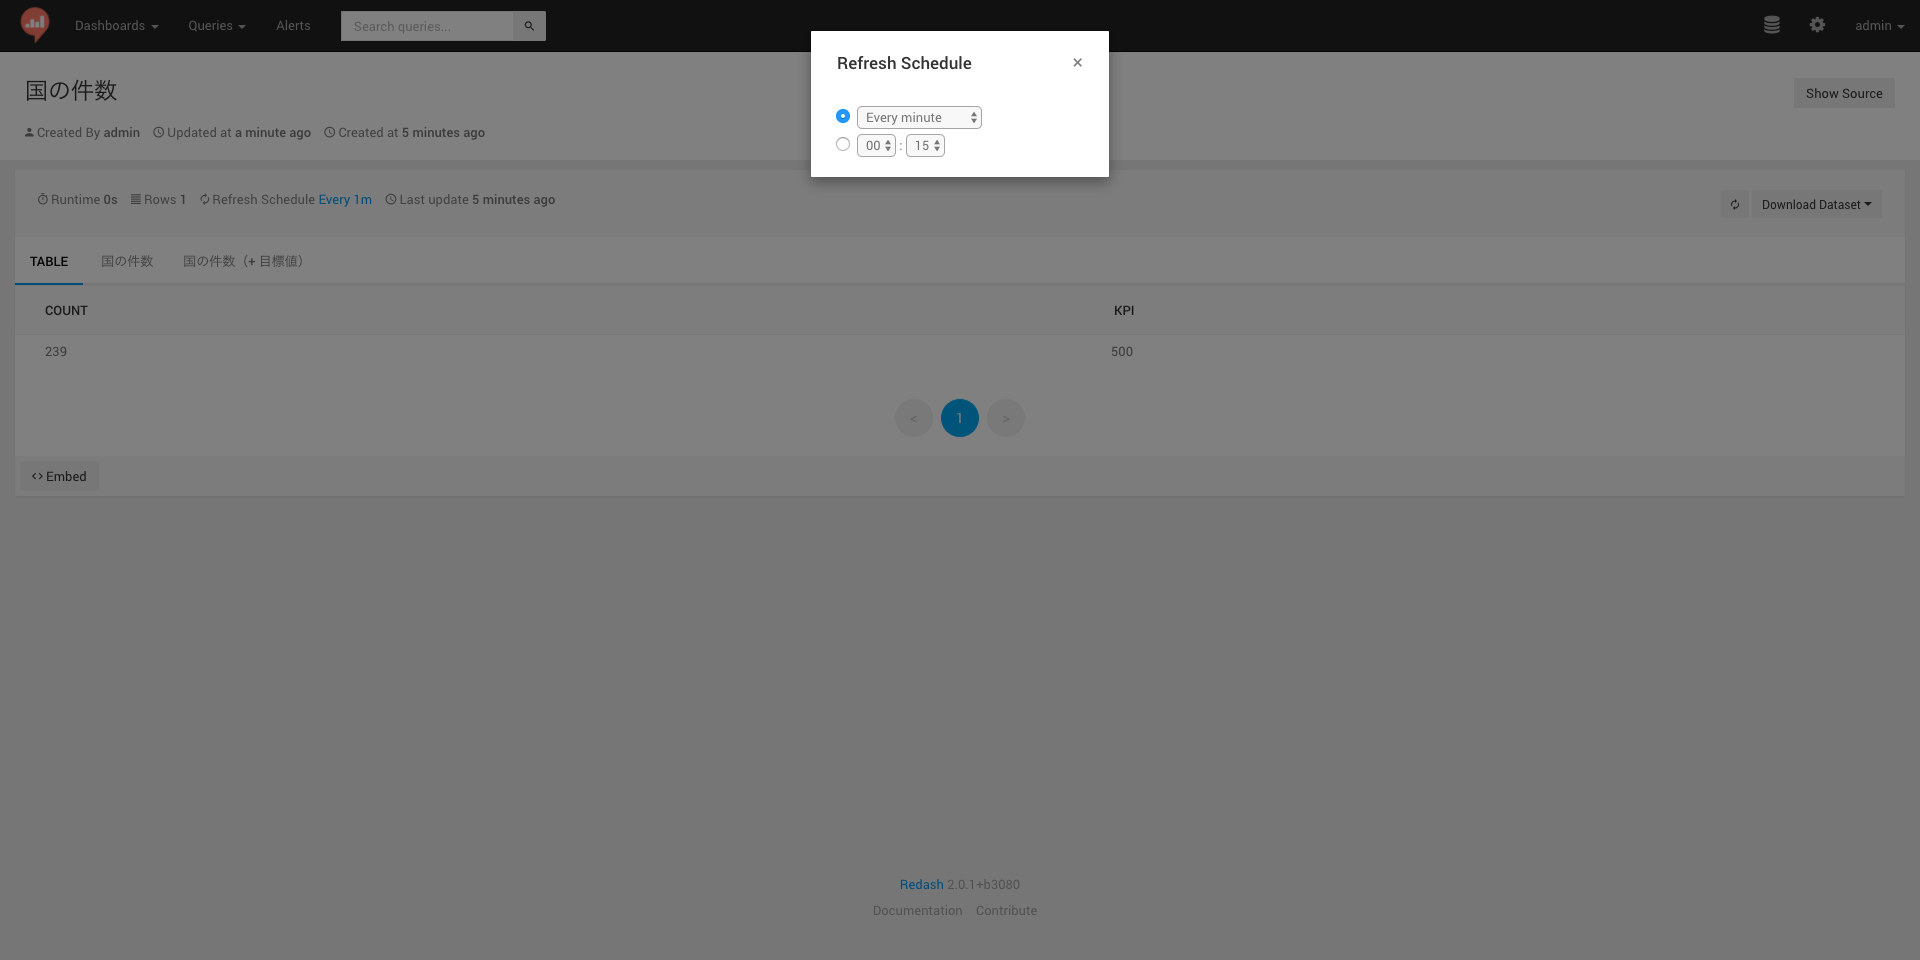 Dashboards Queries Alerts Search queries... admin
Refresh Schedule ×
Every minute
00 : 15
国の件数
Show Source
Created By admin Updated at a minute ago Created at 5 minutes ago
Runtime 0s Rows 1 Refresh Schedule Every 1m Last update 5 minutes ago
Download Dataset
TABLE 国の件数 国の件数（+ 目標値）
COUNT KPI
239 500
< 1 >
<> Embed
Redash 2.0.1+b3080
Documentation Contribute